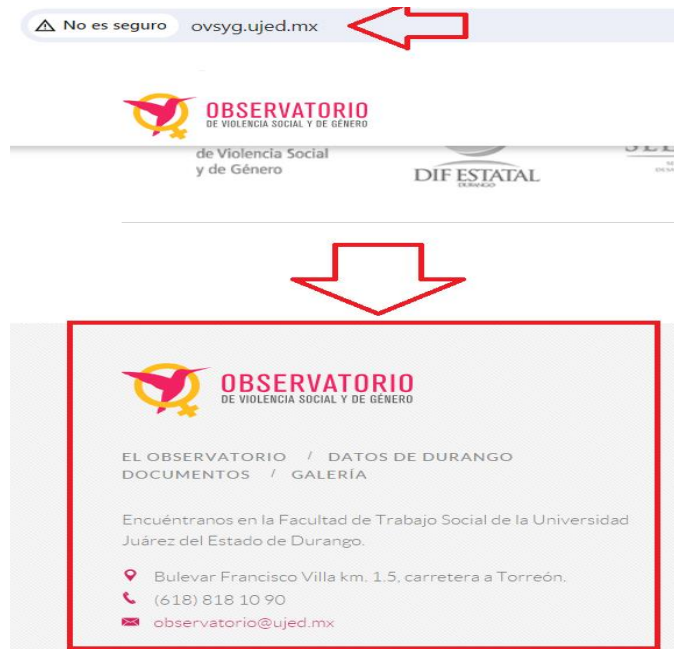 No es seguro ovsyg.ujed.mx
OBSERVATORIO
DE VIOLENCIA SOCIAL Y DE GÉNERO
de Violencia Social
y de Género
DIF ESTATAL
DURANGO
OBSERVATORIO
DE VIOLENCIA SOCIAL Y DE GÉNERO
EL OBSERVATORIO / DATOS DE DURANGO
DOCUMENTOS / GALERÍA
Encuéntranos en la Facultad de Trabajo Social de la Universidad
Juárez del Estado de Durango.
Bulevar Francisco Villa km. 1.5, carretera a Torreón.
(618) 818 10 90
observatorio@ujed.mx